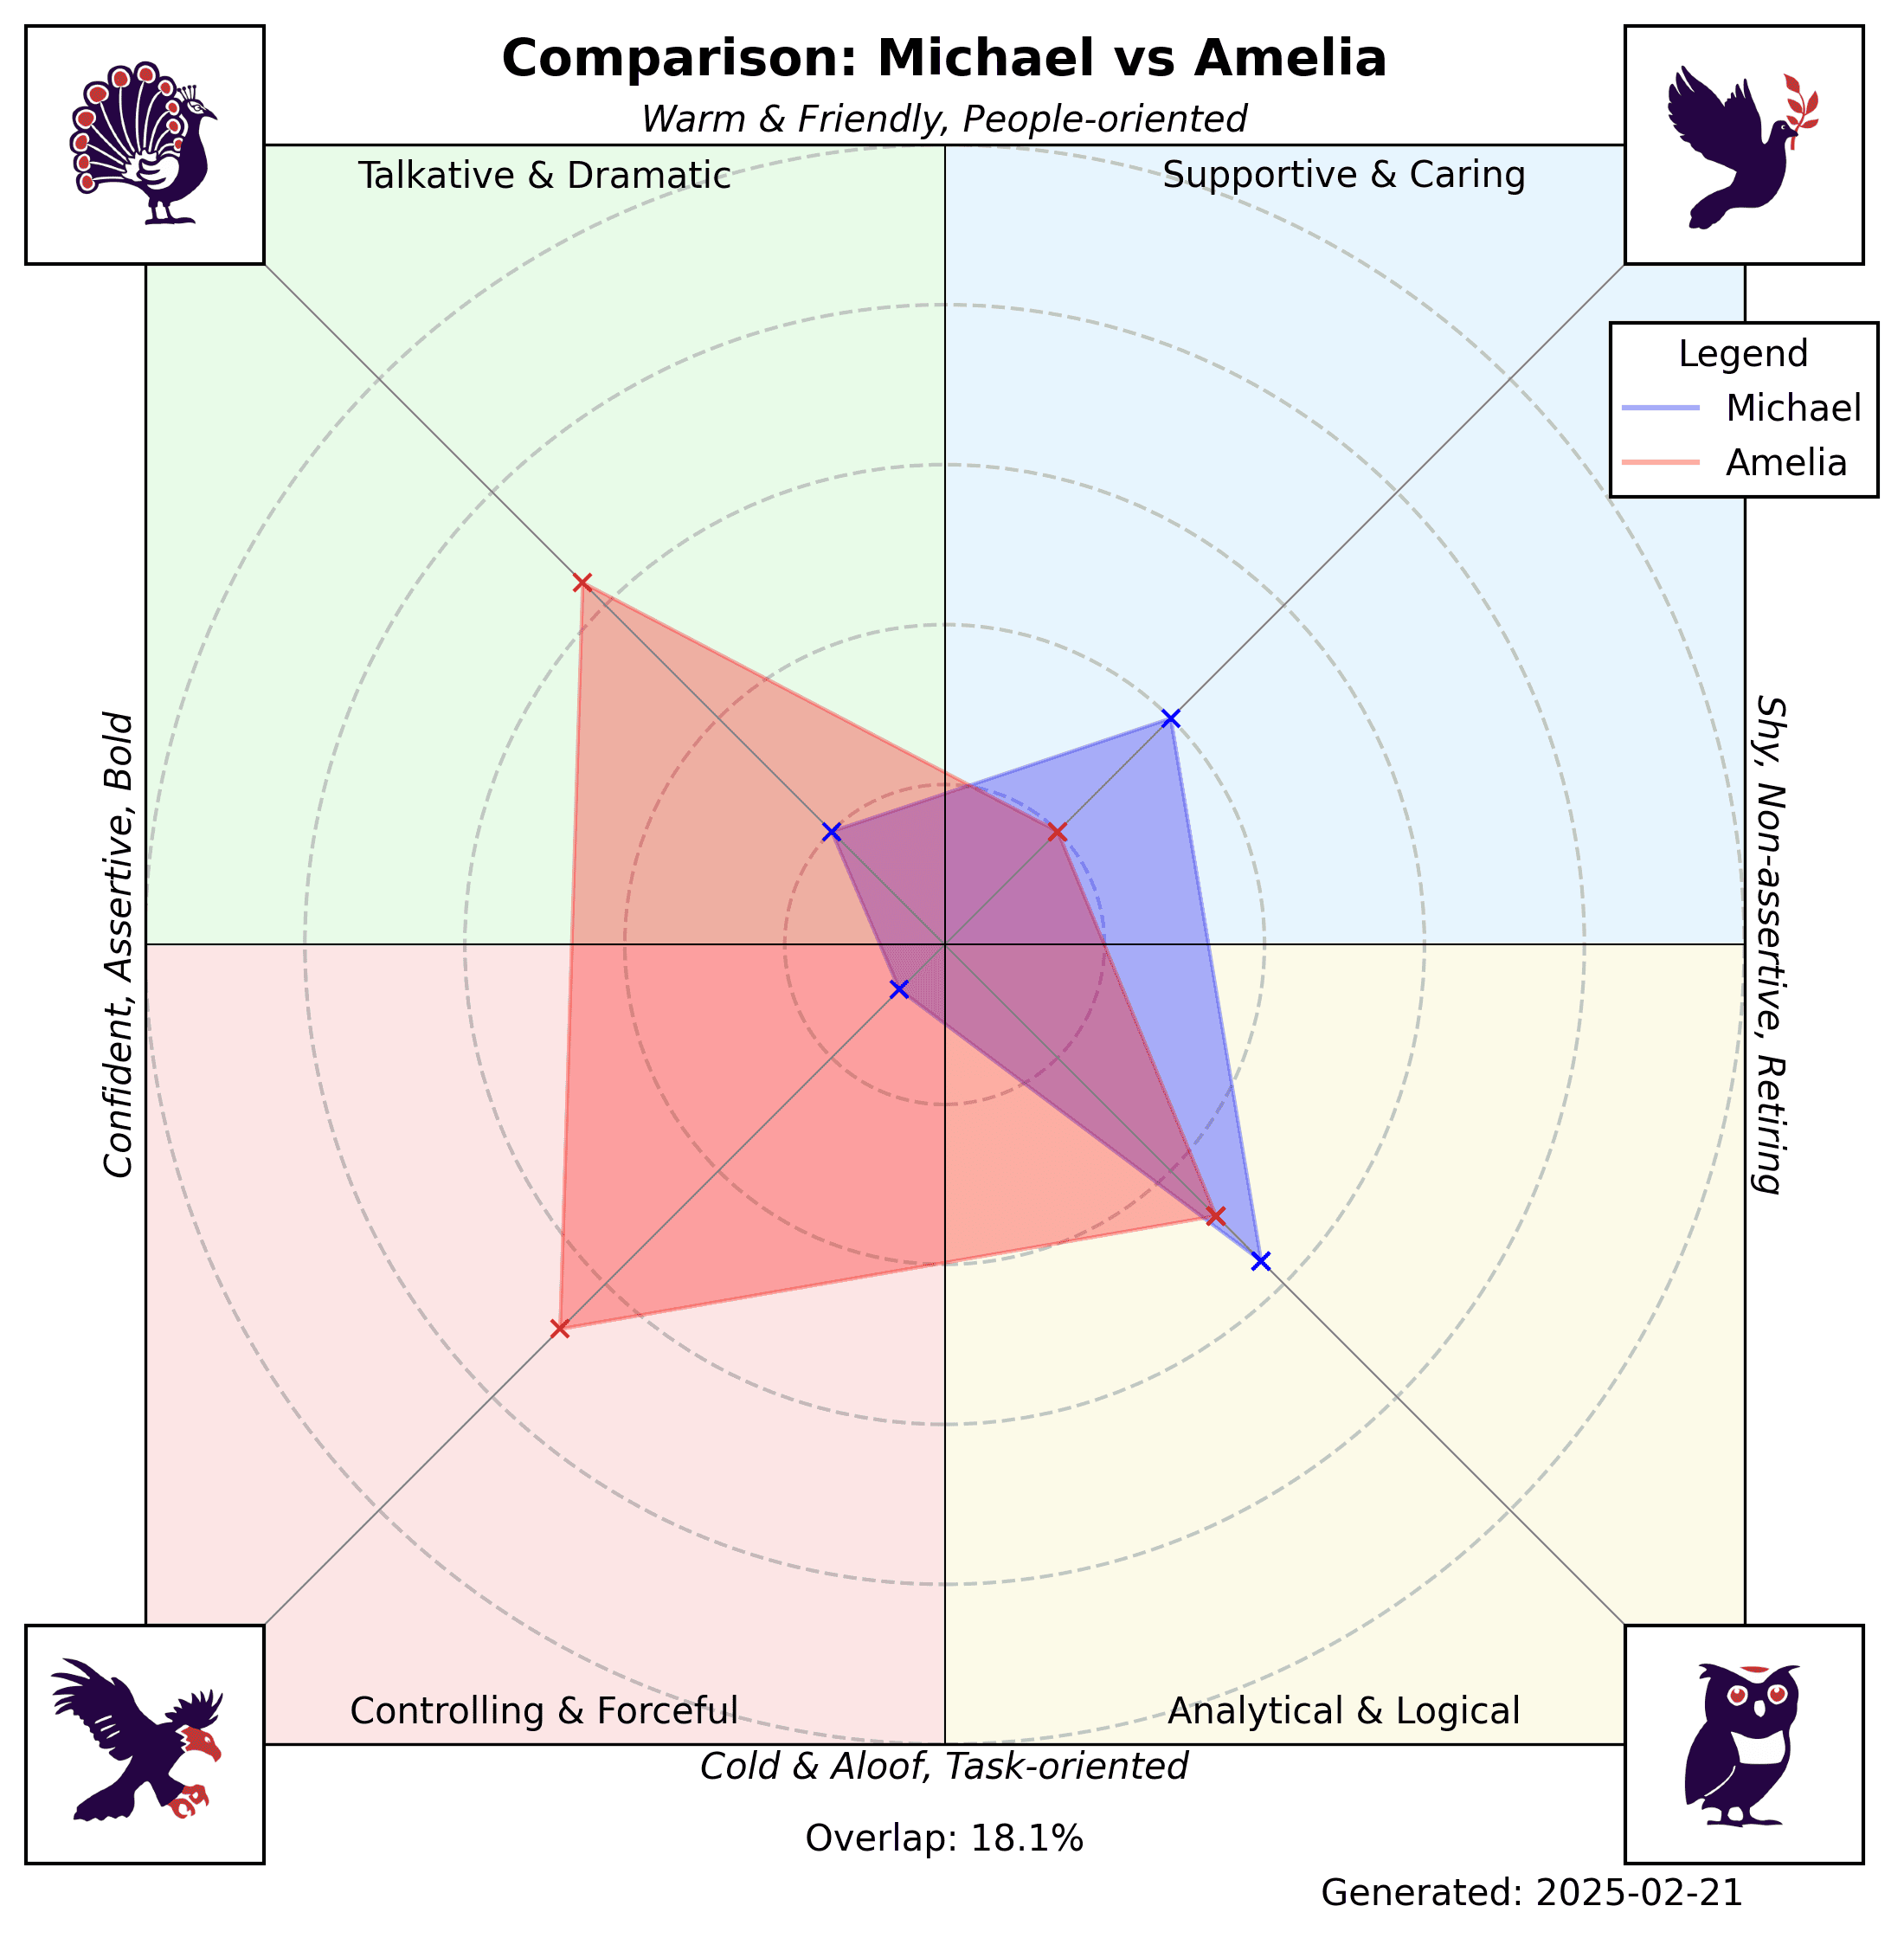 Comparison: Michael vs Amelia
Warm & Friendly, People-oriented
Talkative & Dramatic
Supportive & Caring
Legend
Michael
Amelia
Confident, Assertive, Bold
Shy, Non-assertive, Retiring
Controlling & Forceful
Analytical & Logical
Cold & Aloof, Task-oriented
Overlap: 18.1%
Generated: 2025-02-21